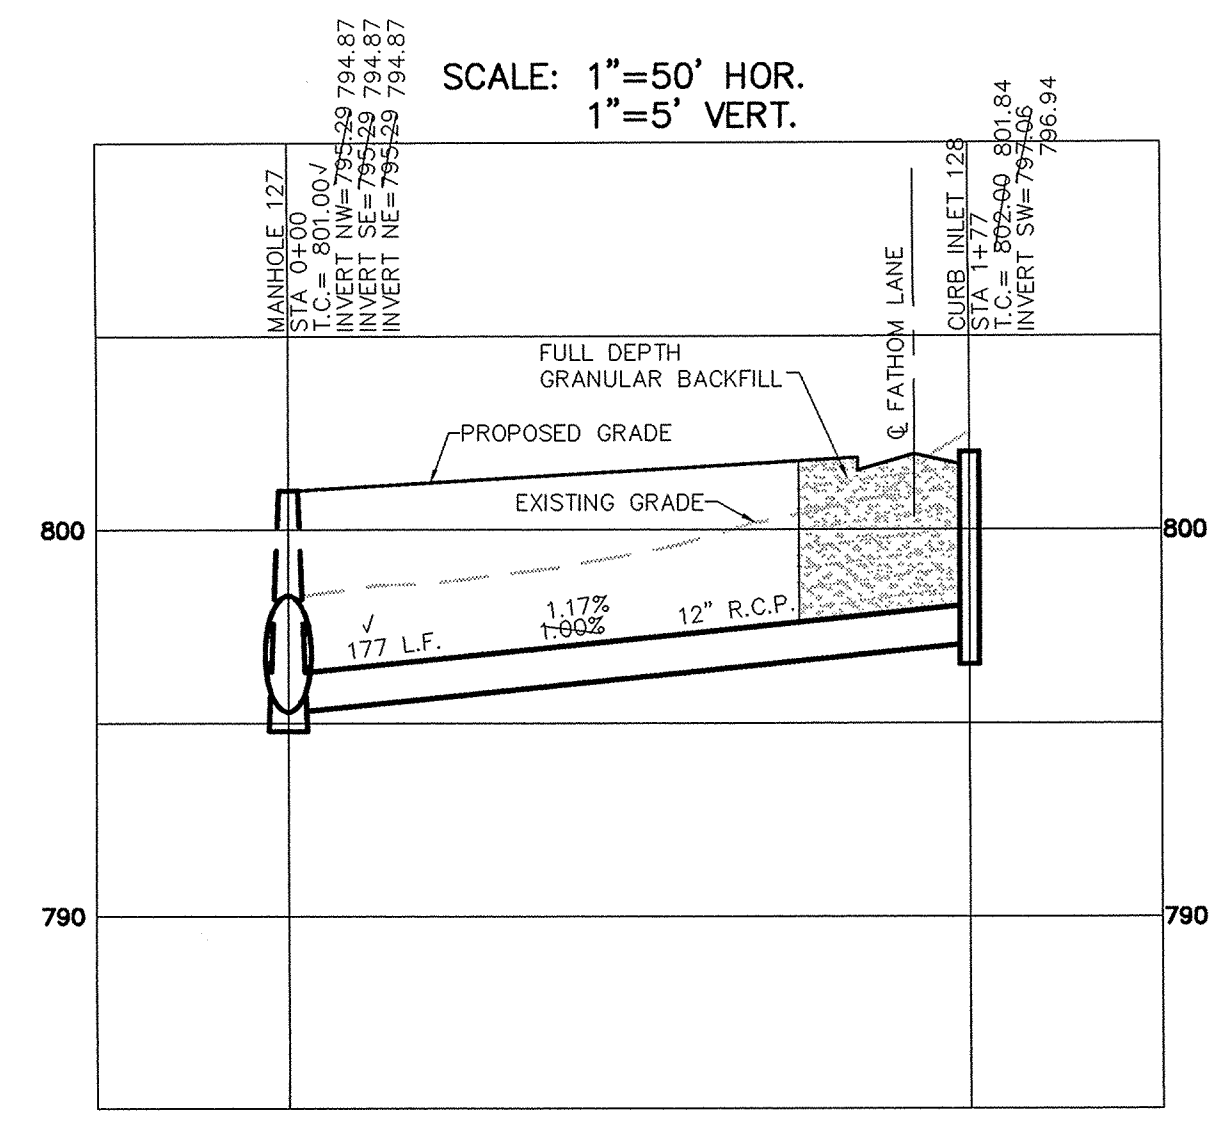 SCALE: 1"=50' HOR.
1"=5' VERT.
MANHOLE 127
STA 0+00
T.C.= 801.00√
INVERT NW=795.29 794.87
INVERT SE=795.29 794.87
INVERT NE=795.29 794.87
CURB INLET 128
STA 1+77
T.C.= 802.00 801.84
INVERT SW=797.06
796.94
℄ FATHOM LANE
FULL DEPTH
GRANULAR BACKFILL
PROPOSED GRADE
EXISTING GRADE
800
800
√
177 L.F.
1.17%
1.00%
12" R.C.P.
790
790